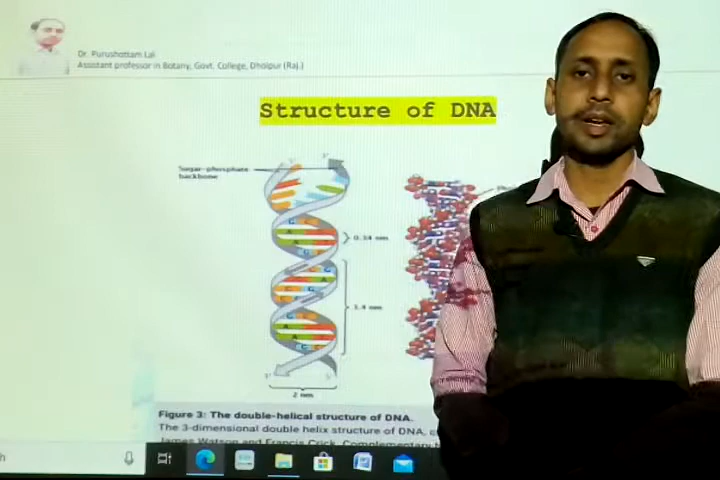 Dr. Purushottam Lal
Assistant professor in Botany, Govt. College, Dholpur (Raj.)
Structure of DNA
Sugar-phosphate
backbone
0.34 nm
3.4 nm
2 nm
Figure 3: The double-helical structure of DNA.
The 3-dimensional double helix structure of DNA, c
James Watson and Francis Crick. Complementary b